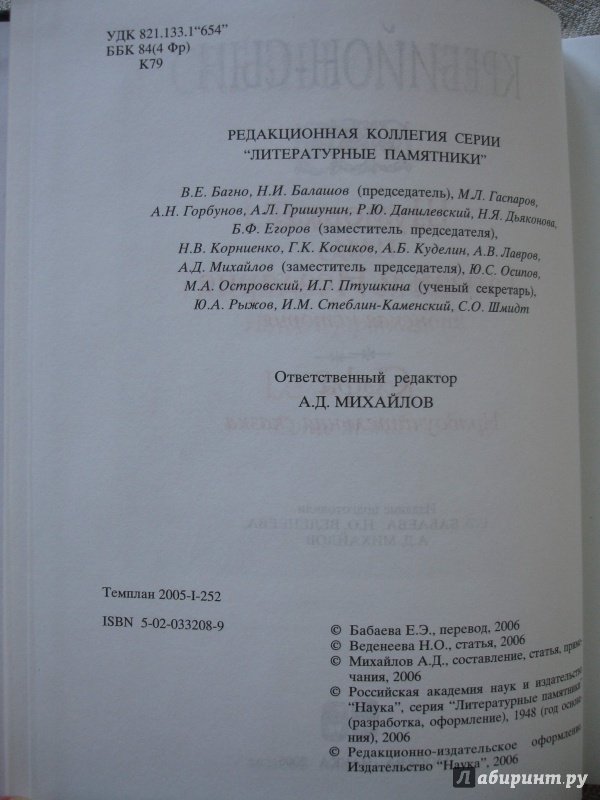 УДК 821.133.1“654”
ББК 84(4 Фр)
К79
РЕДАКЦИОННАЯ КОЛЛЕГИЯ СЕРИИ
“ЛИТЕРАТУРНЫЕ ПАМЯТНИКИ”
В.Е. Багно, Н.И. Балашов (председатель), М.Л. Гаспаров,
А.Н. Горбунов, А.Л. Гришунин, Р.Ю. Данилевский, Н.Я. Дьяконова,
Б.Ф. Егоров (заместитель председателя),
Н.В. Корниенко, Г.К. Косиков, А.Б. Куделин, А.В. Лавров,
А.Д. Михайлов (заместитель председателя), Ю.С. Осипов,
М.А. Островский, И.Г. Птушкина (ученый секретарь),
Ю.А. Рыжов, И.М. Стеблин-Каменский, С.О. Шмидт
Ответственный редактор
А.Д. МИХАЙЛОВ
Темплан 2005-I-252
ISBN 5-02-033208-9
© Бабаева Е.Э., перевод, 2006
© Веденеева Н.О., статья, 2006
© Михайлов А.Д., составление, статья, приме-
чания, 2006
© Российская академия наук и издательство
“Наука”, серия “Литературные памятники”
(разработка, оформление), 1948 (год основа-
ния), 2006
© Редакционно-издательское оформление.
Издательство “Наука”, 2006
Лабиринт.ру